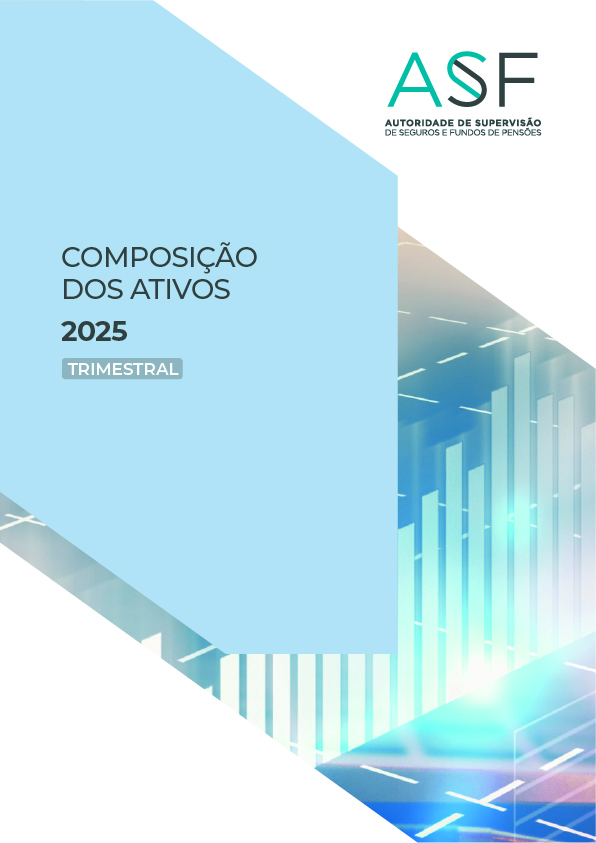 ASF
AUTORIDADE DE SUPERVISÃO
DE SEGUROS E FUNDOS DE PENSÕES
COMPOSIÇÃO
DOS ATIVOS
2025
TRIMESTRAL